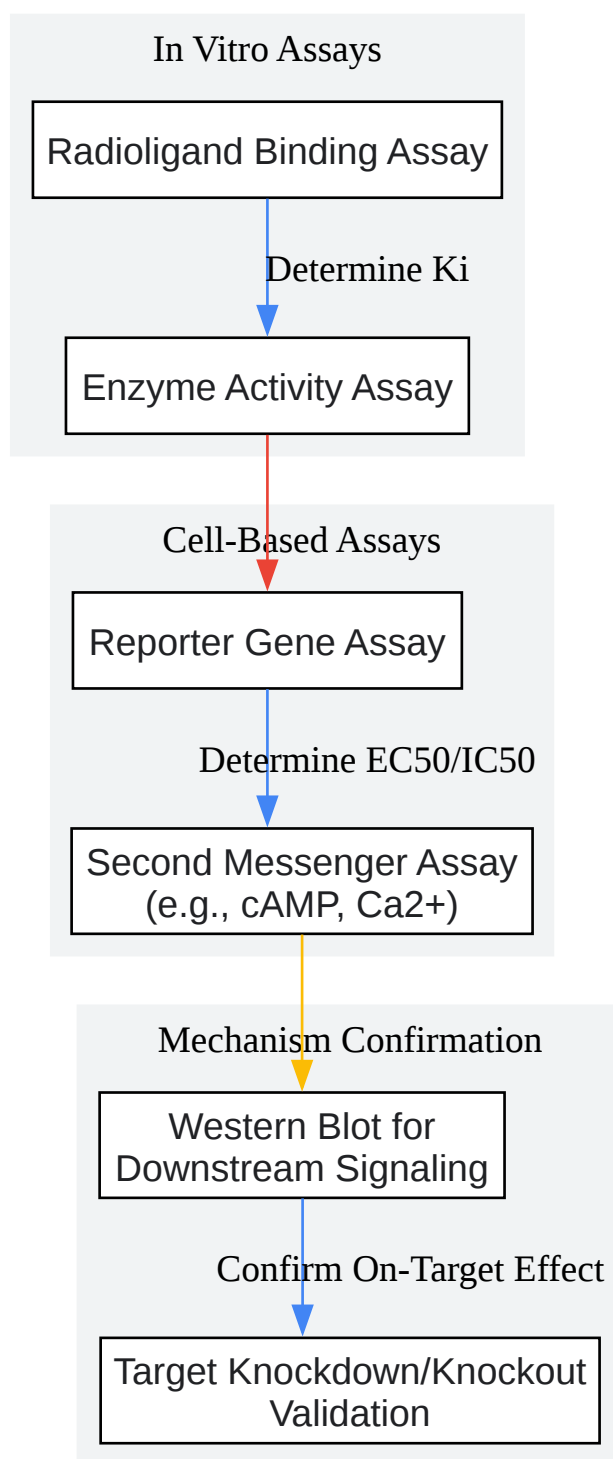 In Vitro Assays
Radioligand Binding Assay
Determine Ki
Enzyme Activity Assay
Cell-Based Assays
Reporter Gene Assay
Determine EC50/IC50
Second Messenger Assay
(e.g., cAMP, Ca2+)
Mechanism Confirmation
Western Blot for
Downstream Signaling
Confirm On-Target Effect
Target Knockdown/Knockout
Validation